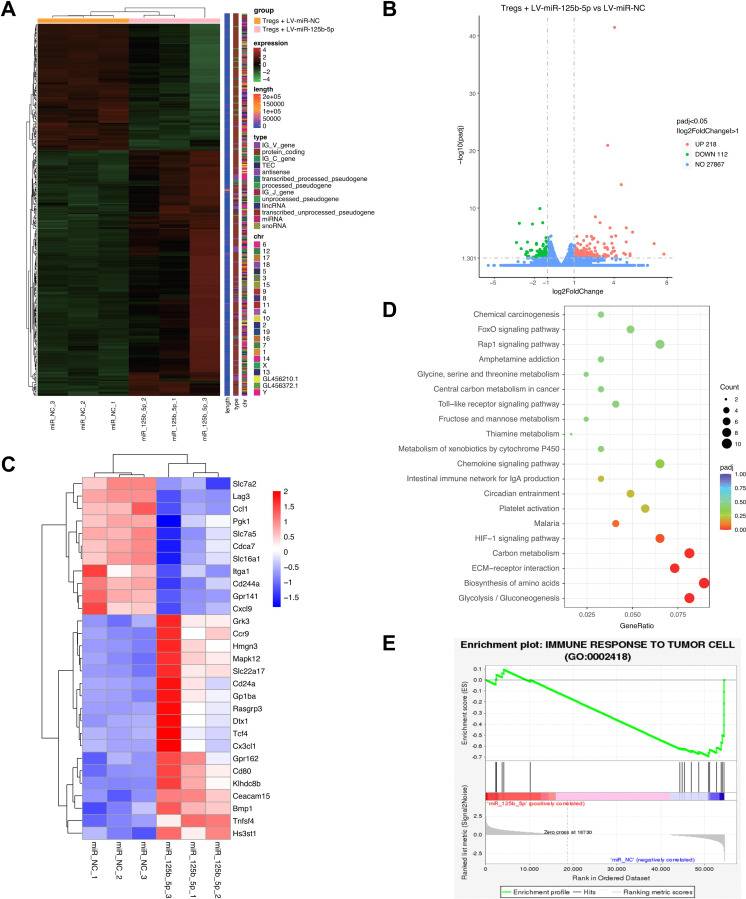 A
group
Tregs + LV-miR-NC
Tregs + LV-miR-125b-5p
expression
4
2
0
−2
−4
length
2e+05
150000
1e+05
50000
0
type
IG_V_gene
protein_coding
IG_C_gene
TEC
antisense
transcribed_processed_pseudogene
processed_pseudogene
IG_J_gene
unprocessed_pseudogene
lincRNA
transcribed_unprocessed_pseudogene
miRNA
snoRNA
chr
6
12
17
18
5
3
15
9
8
11
4
10
2
19
16
7
1
14
X
13
GL456210.1
GL456372.1
Y
miR_NC_3
miR_NC_2
miR_NC_1
miR_125b_5p_2
miR_125b_5p_1
miR_125b_5p_3
length
type
chr
B
Tregs + LV-miR-125b-5p vs LV-miR-NC
40
30
20
10
1.301
−log10(padj)
−2
−1
1
4
8
log2FoldChange
padj<0.05
llog2FoldChangel>1
UP 218
DOWN 112
NO 27867
C
Slc7a2
Lag3
Ccl1
Pgk1
Slc7a5
Cdca7
Slc16a1
Itga1
Cd244a
Gpr141
Cxcl9
Grk3
Ccr9
Hmgn3
Mapk12
Slc22a17
Cd24a
Gp1ba
Rasgrp3
Dtx1
Tcf4
Cx3cl1
Gpr162
Cd80
Klhdc8b
Ceacam15
Bmp1
Tnfsf4
Hs3st1
2
1.5
1
0.5
0
−0.5
−1
−1.5
miR_NC_1
miR_NC_2
miR_NC_3
miR_125b_5p_3
miR_125b_5p_1
miR_125b_5p_2
D
Chemical carcinogenesis
FoxO signaling pathway
Rap1 signaling pathway
Amphetamine addiction
Glycine, serine and threonine metabolism
Central carbon metabolism in cancer
Toll−like receptor signaling pathway
Fructose and mannose metabolism
Thiamine metabolism
Metabolism of xenobiotics by cytochrome P450
Chemokine signaling pathway
Intestinal immune network for IgA production
Circadian entrainment
Platelet activation
Malaria
HIF−1 signaling pathway
Carbon metabolism
ECM−receptor interaction
Biosynthesis of amino acids
Glycolysis / Gluconeogenesis
0.025
0.050
0.075
GeneRatio
Count
2
4
6
8
10
padj
1.00
0.75
0.50
0.25
0.00
E
Enrichment plot: IMMUNE RESPONSE TO TUMOR CELL
(GO:0002418)
Enrichment score (ES)
0.1
0.0
-0.1
-0.2
-0.3
-0.4
-0.5
-0.6
-0.7
'miR_125b_5p' (positively correlated)
Ranked list metric (Signal2Noise)
2.5
0.0
-2.5
Zero cross at 18730
'miR_NC' (negatively correlated)
0
10.000
20.000
30.000
40.000
50.000
Rank in Ordered Dataset
Enrichment profile
Hits
Ranking metric scores